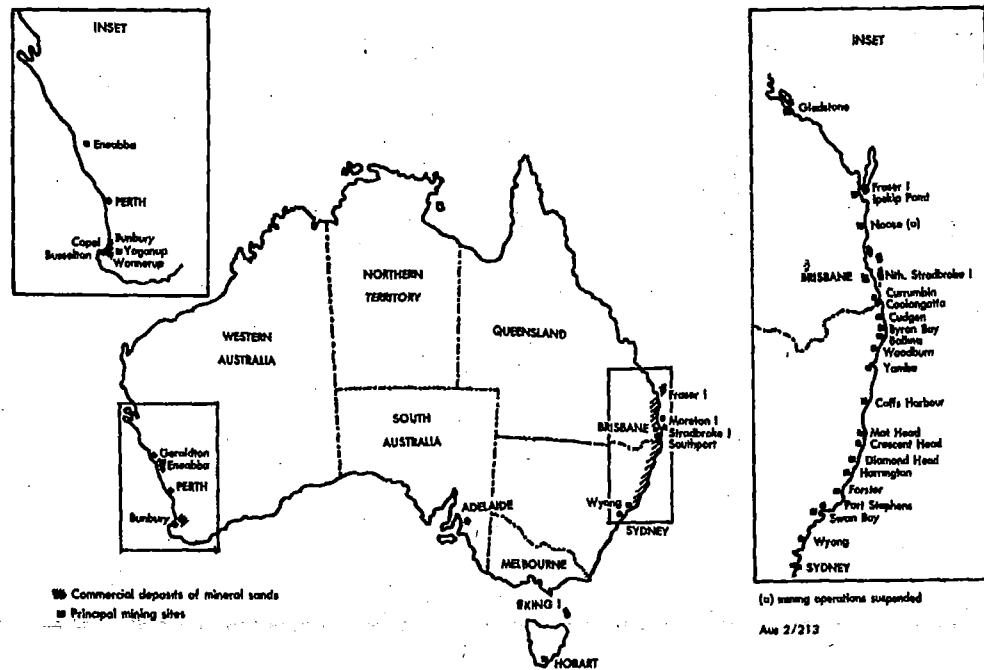 INSET
Eneabba
PERTH
Capel
Busselton
Bunbury
Yoganup
Wonnerup
NORTHERN
TERRITORY
WESTERN
AUSTRALIA
QUEENSLAND
SOUTH
AUSTRALIA
Geraldton
Eneabba
PERTH
Bunbury
ADELAIDE
MELBOURNE
Fraser I
Moreton I
BRISBANE
Stradbroke I
Southport
Wyong
SYDNEY
KING I
HOBART
Commercial deposits of mineral sands
Principal mining sites
INSET
Gladstone
Fraser I
Point
Noosa (a)
BRISBANE
Nth. Stradbroke I
Currumbin
Coolangatta
Cudgen
Byron Bay
Ballina
Woodburn
Yamba
Coffs Harbour
Hat Head
Crescent Head
Diamond Head
Harrington
Forster
Port Stephens
Swan Bay
Wyong
SYDNEY
(a) mining operations suspended
Aus 2/213